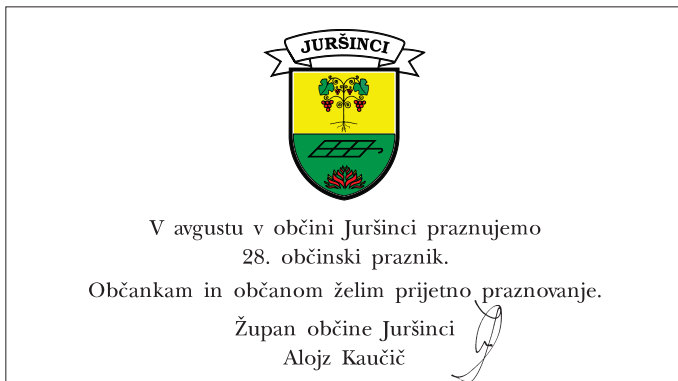 JURŠINCI
V avgustu v občini Juršinci praznujemo
28. občinski praznik.
Občankam in občanom želim prijetno praznovanje.
Župan občine Juršinci
Alojz Kaučič